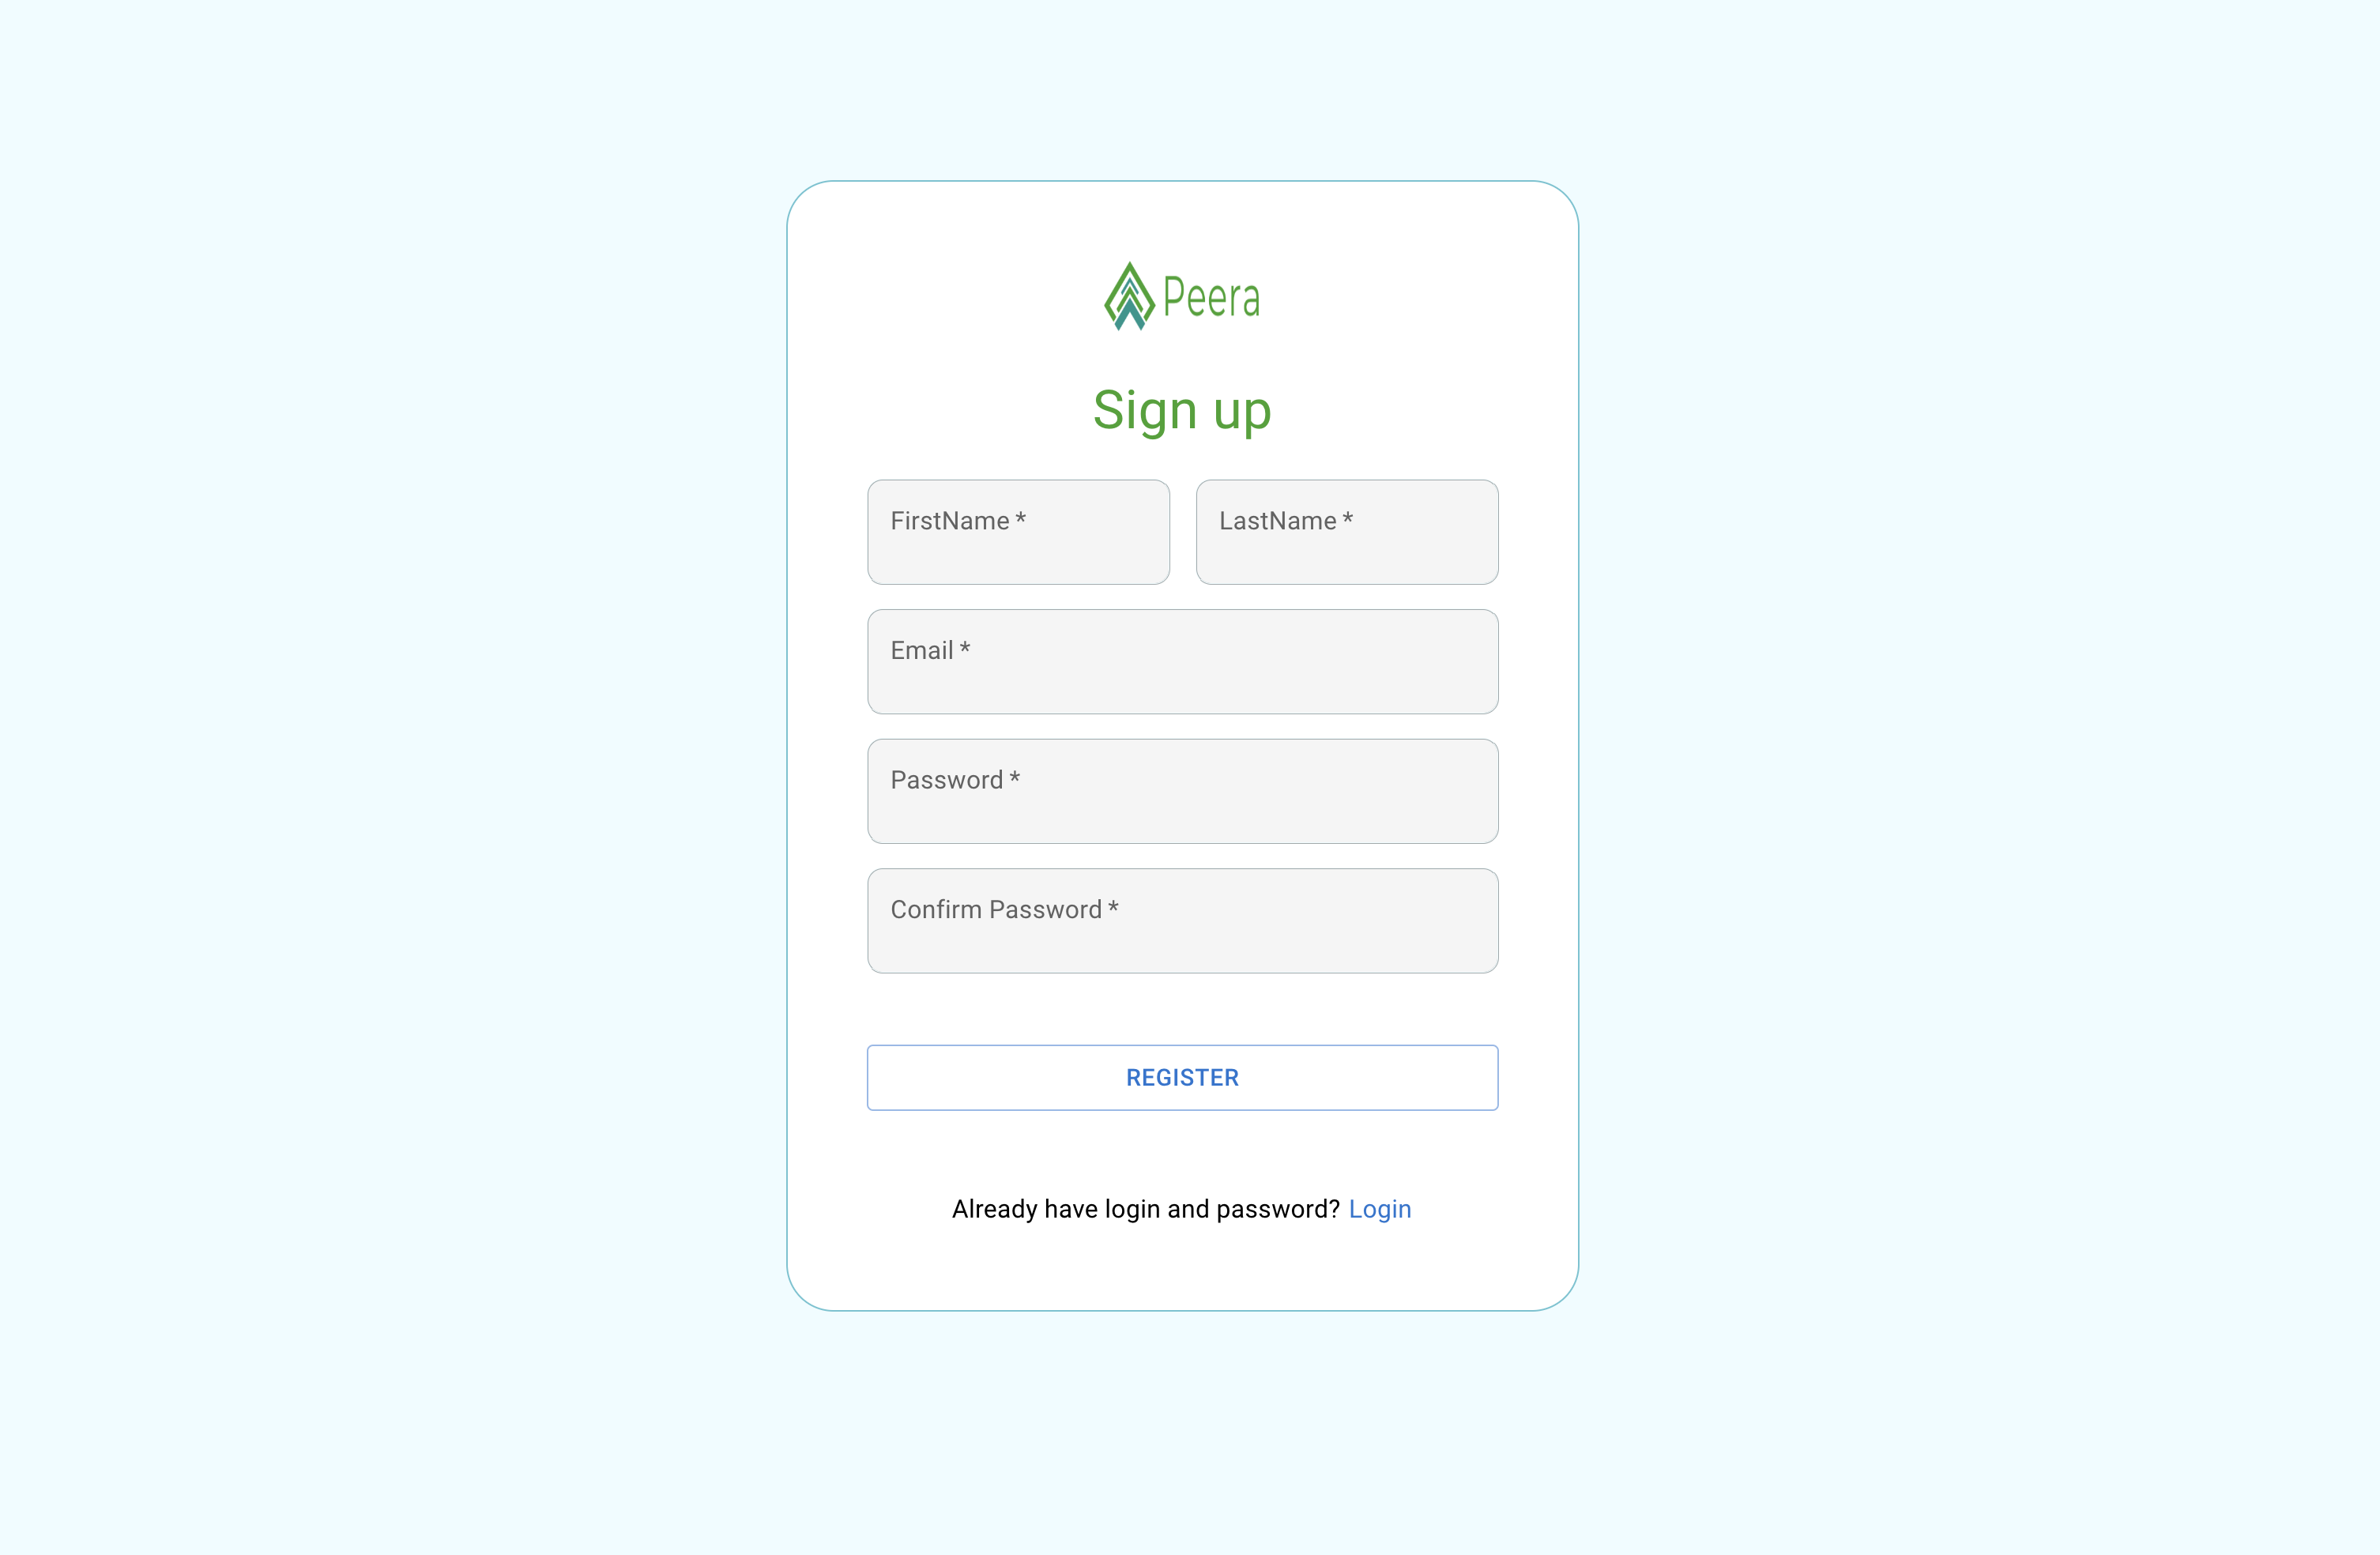 Peera
Sign up
FirstName *
LastName *
Email *
Password *
Confirm Password *
REGISTER
Already have login and password? Login